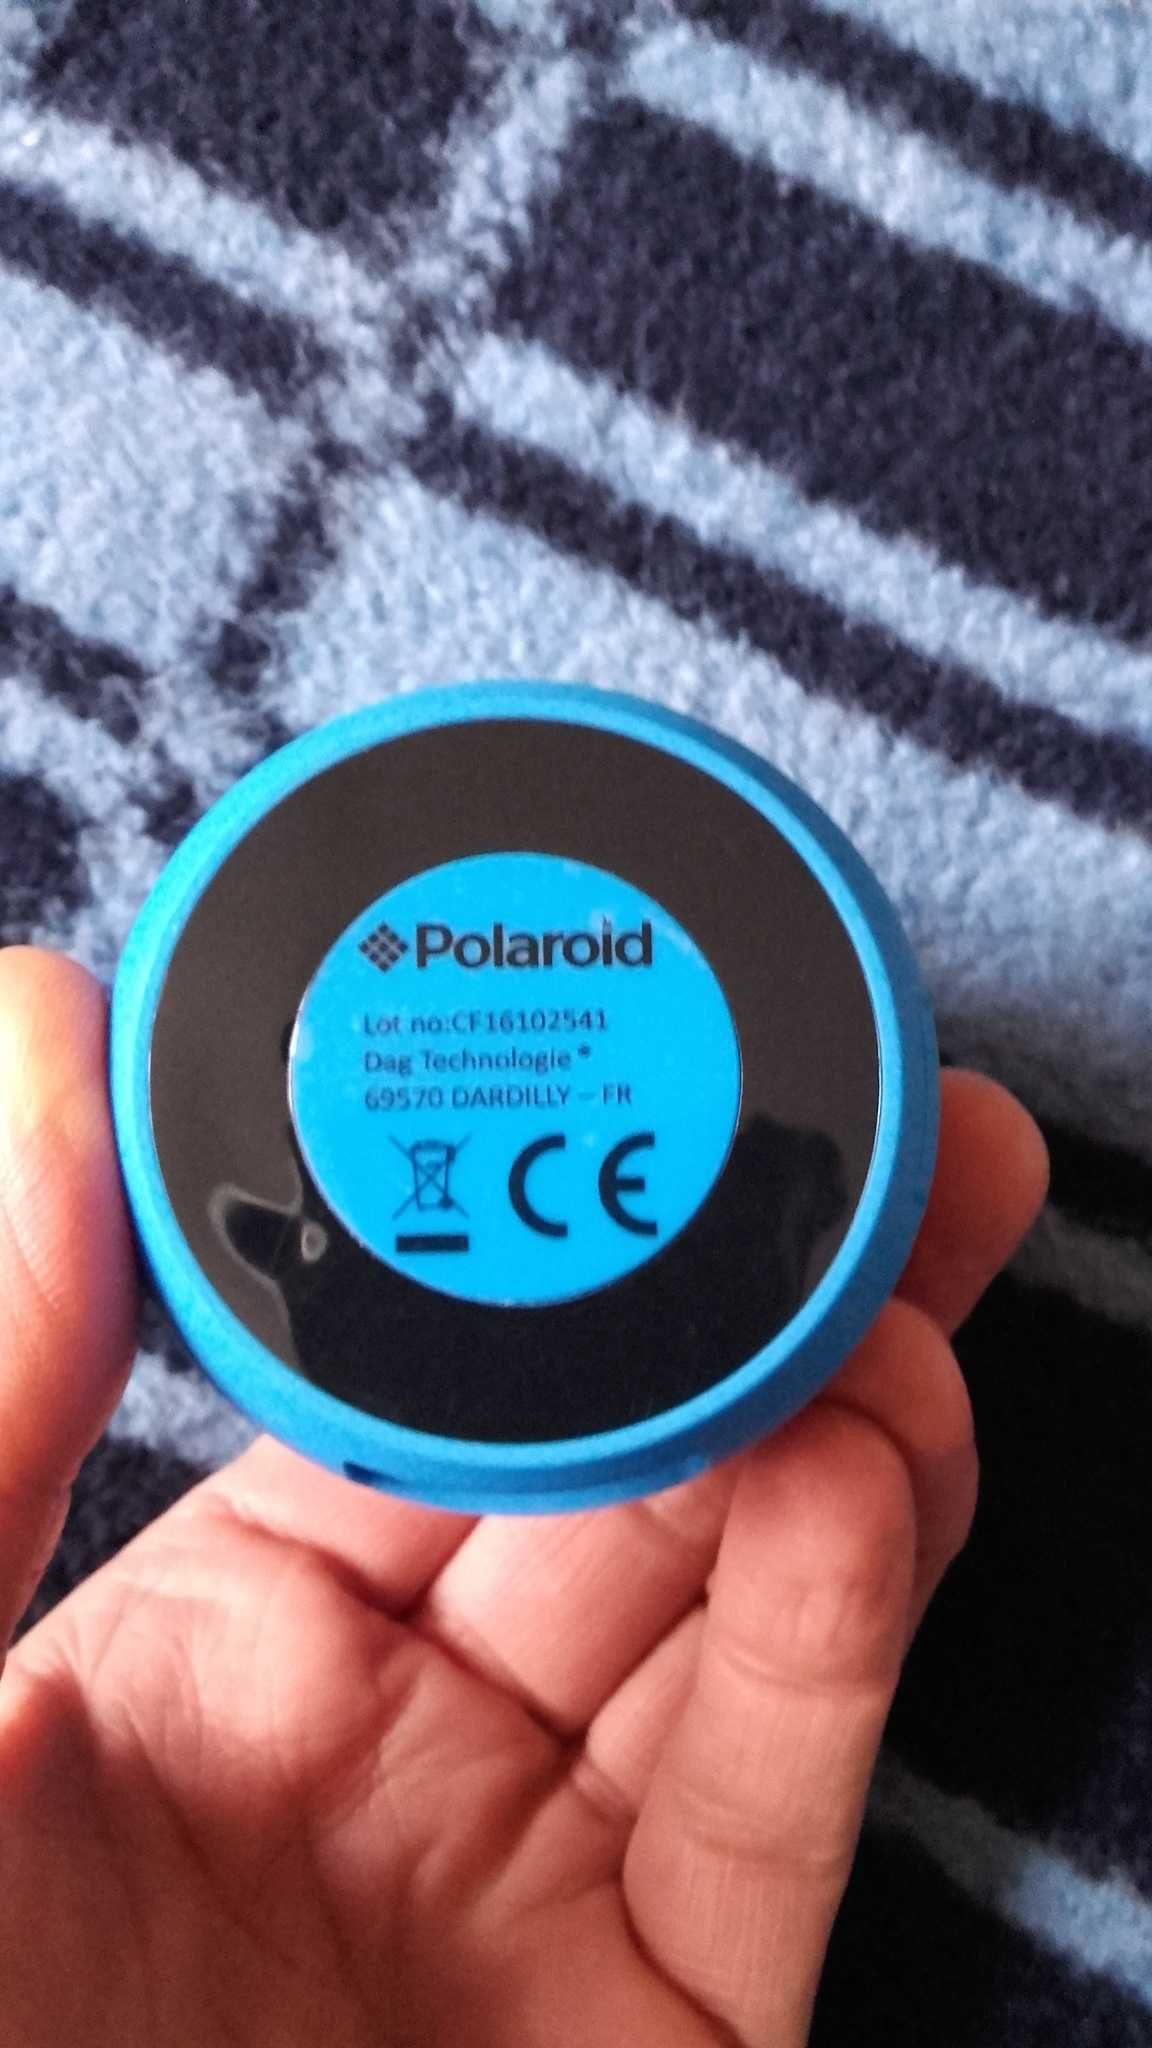 Polaroid
Lot no:CF16102541
Dag Technologie ®
69570 DARDILLY – FR
CE